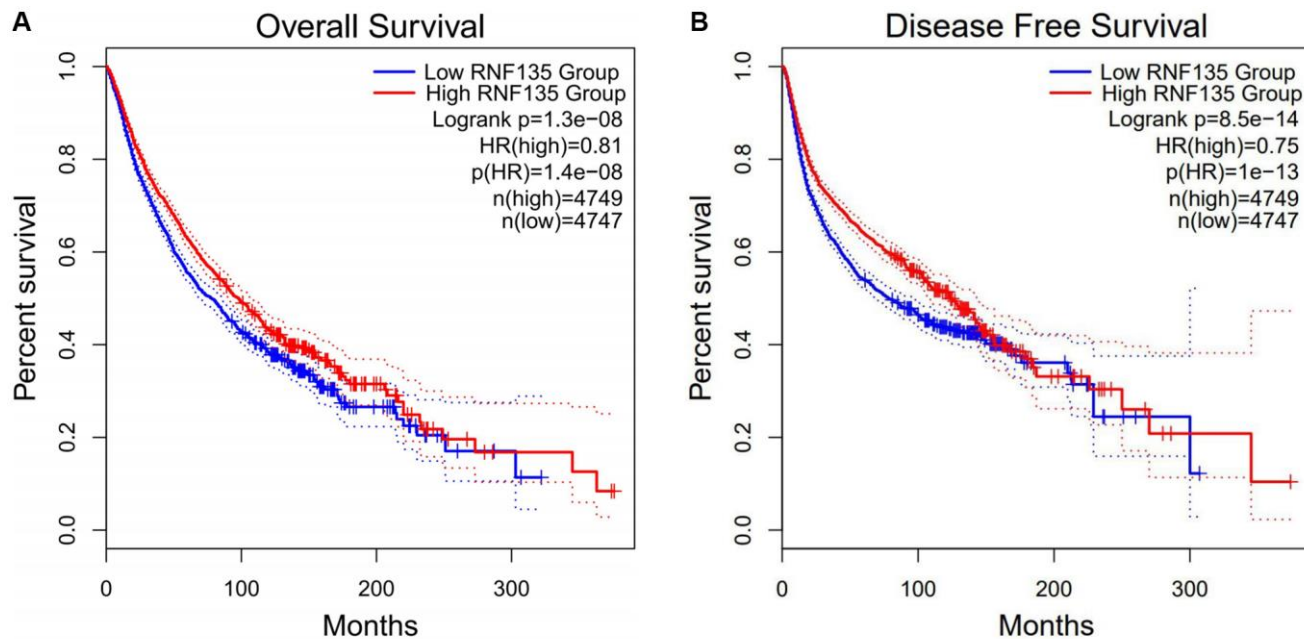 A
Overall Survival
Low RNF135 Group
High RNF135 Group
Logrank p=1.3e−08
HR(high)=0.81
p(HR)=1.4e−08
n(high)=4749
n(low)=4747
Percent survival
1.0
0.8
0.6
0.4
0.2
0.0
0 100 200 300
Months
B
Disease Free Survival
Low RNF135 Group
High RNF135 Group
Logrank p=8.5e−14
HR(high)=0.75
p(HR)=1e−13
n(high)=4749
n(low)=4747
Percent survival
1.0
0.8
0.6
0.4
0.2
0.0
0 100 200 300
Months